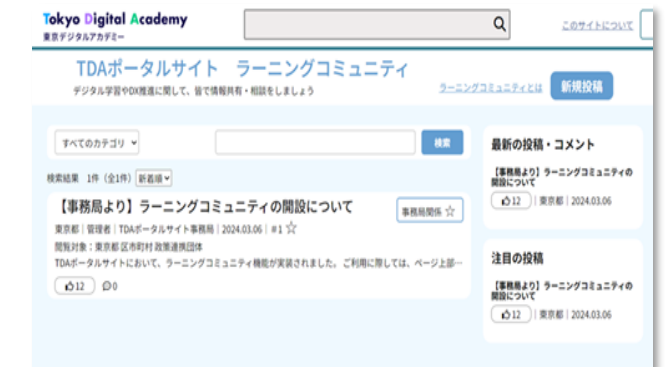 Tokyo Digital Academy
東京デジタルアカデミー
このサイトについて
TDAポータルサイト　ラーニングコミュニティ
デジタル学習やDX推進に関して、皆で情報共有・相談をしましょう
ラーニングコミュニティとは
新規投稿
すべてのカテゴリ
検索
検索結果　1件（全1件）
新着順
【事務局より】ラーニングコミュニティの開設について
事務局関係 ☆
東京都｜管理者｜TDAポータルサイト事務局｜2024.03.06｜#1 ☆
閲覧対象：東京都 区市町村 政策連携団体
TDAポータルサイトにおいて、ラーニングコミュニティ機能が実装されました。ご利用に際しては、ページ上部…
12
0
最新の投稿・コメント
【事務局より】ラーニングコミュニティの
開設について
12｜東京都｜2024.03.06
注目の投稿
【事務局より】ラーニングコミュニティの
開設について
12｜東京都｜2024.03.06